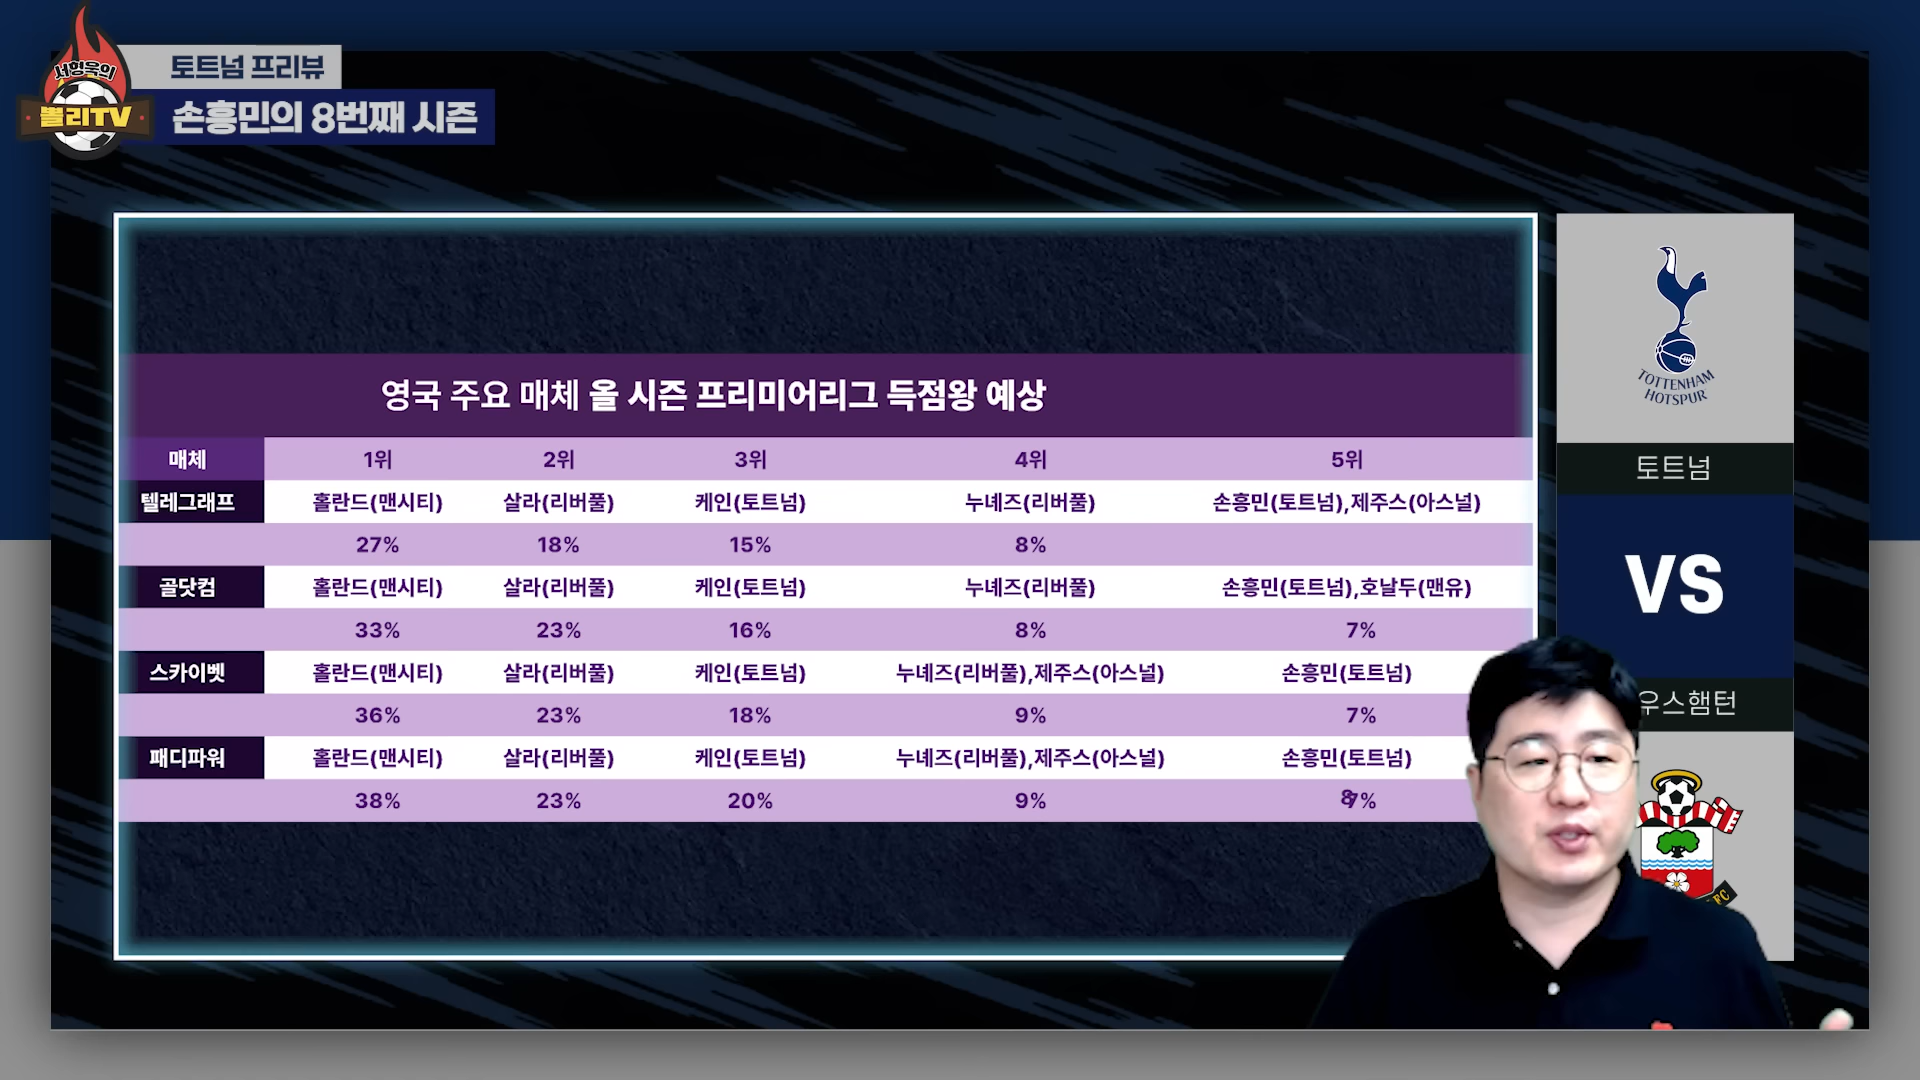 서형욱의
뽈리TV
토트넘 프리뷰
손흥민의 8번째 시즌
영국 주요 매체 올 시즌 프리미어리그 득점왕 예상
매체 1위 2위 3위 4위 5위
텔레그래프 홀란드(맨시티) 살라(리버풀) 케인(토트넘) 누녜즈(리버풀) 손흥민(토트넘),제주스(아스널)
27% 18% 15% 8%
골닷컴 홀란드(맨시티) 살라(리버풀) 케인(토트넘) 누녜즈(리버풀) 손흥민(토트넘),호날두(맨유)
33% 23% 16% 8% 7%
스카이벳 홀란드(맨시티) 살라(리버풀) 케인(토트넘) 누녜즈(리버풀),제주스(아스널) 손흥민(토트넘)
36% 23% 18% 9% 7%
패디파워 홀란드(맨시티) 살라(리버풀) 케인(토트넘) 누녜즈(리버풀),제주스(아스널) 손흥민(토트넘)
38% 23% 20% 9%
TOTTENHAM
HOTSPUR
토트넘
VS
우스햄턴
FC